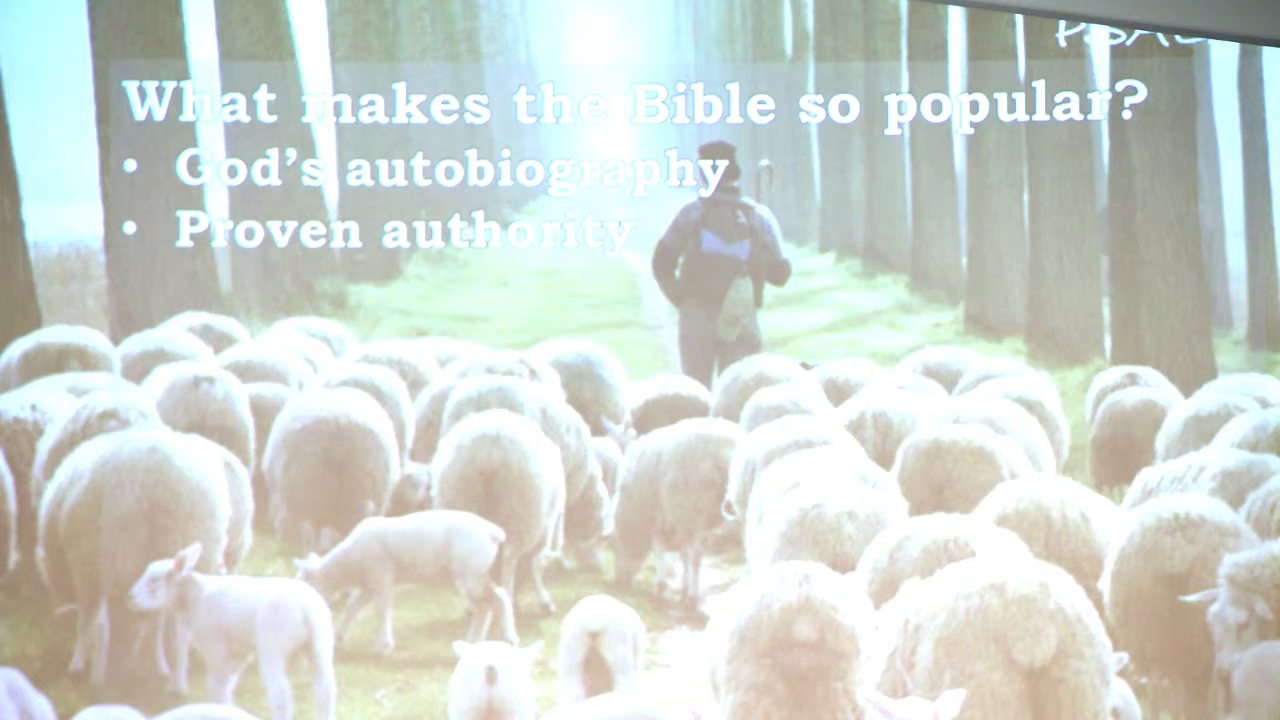 What makes the Bible so popular?
• God's autobiography
• Proven authority